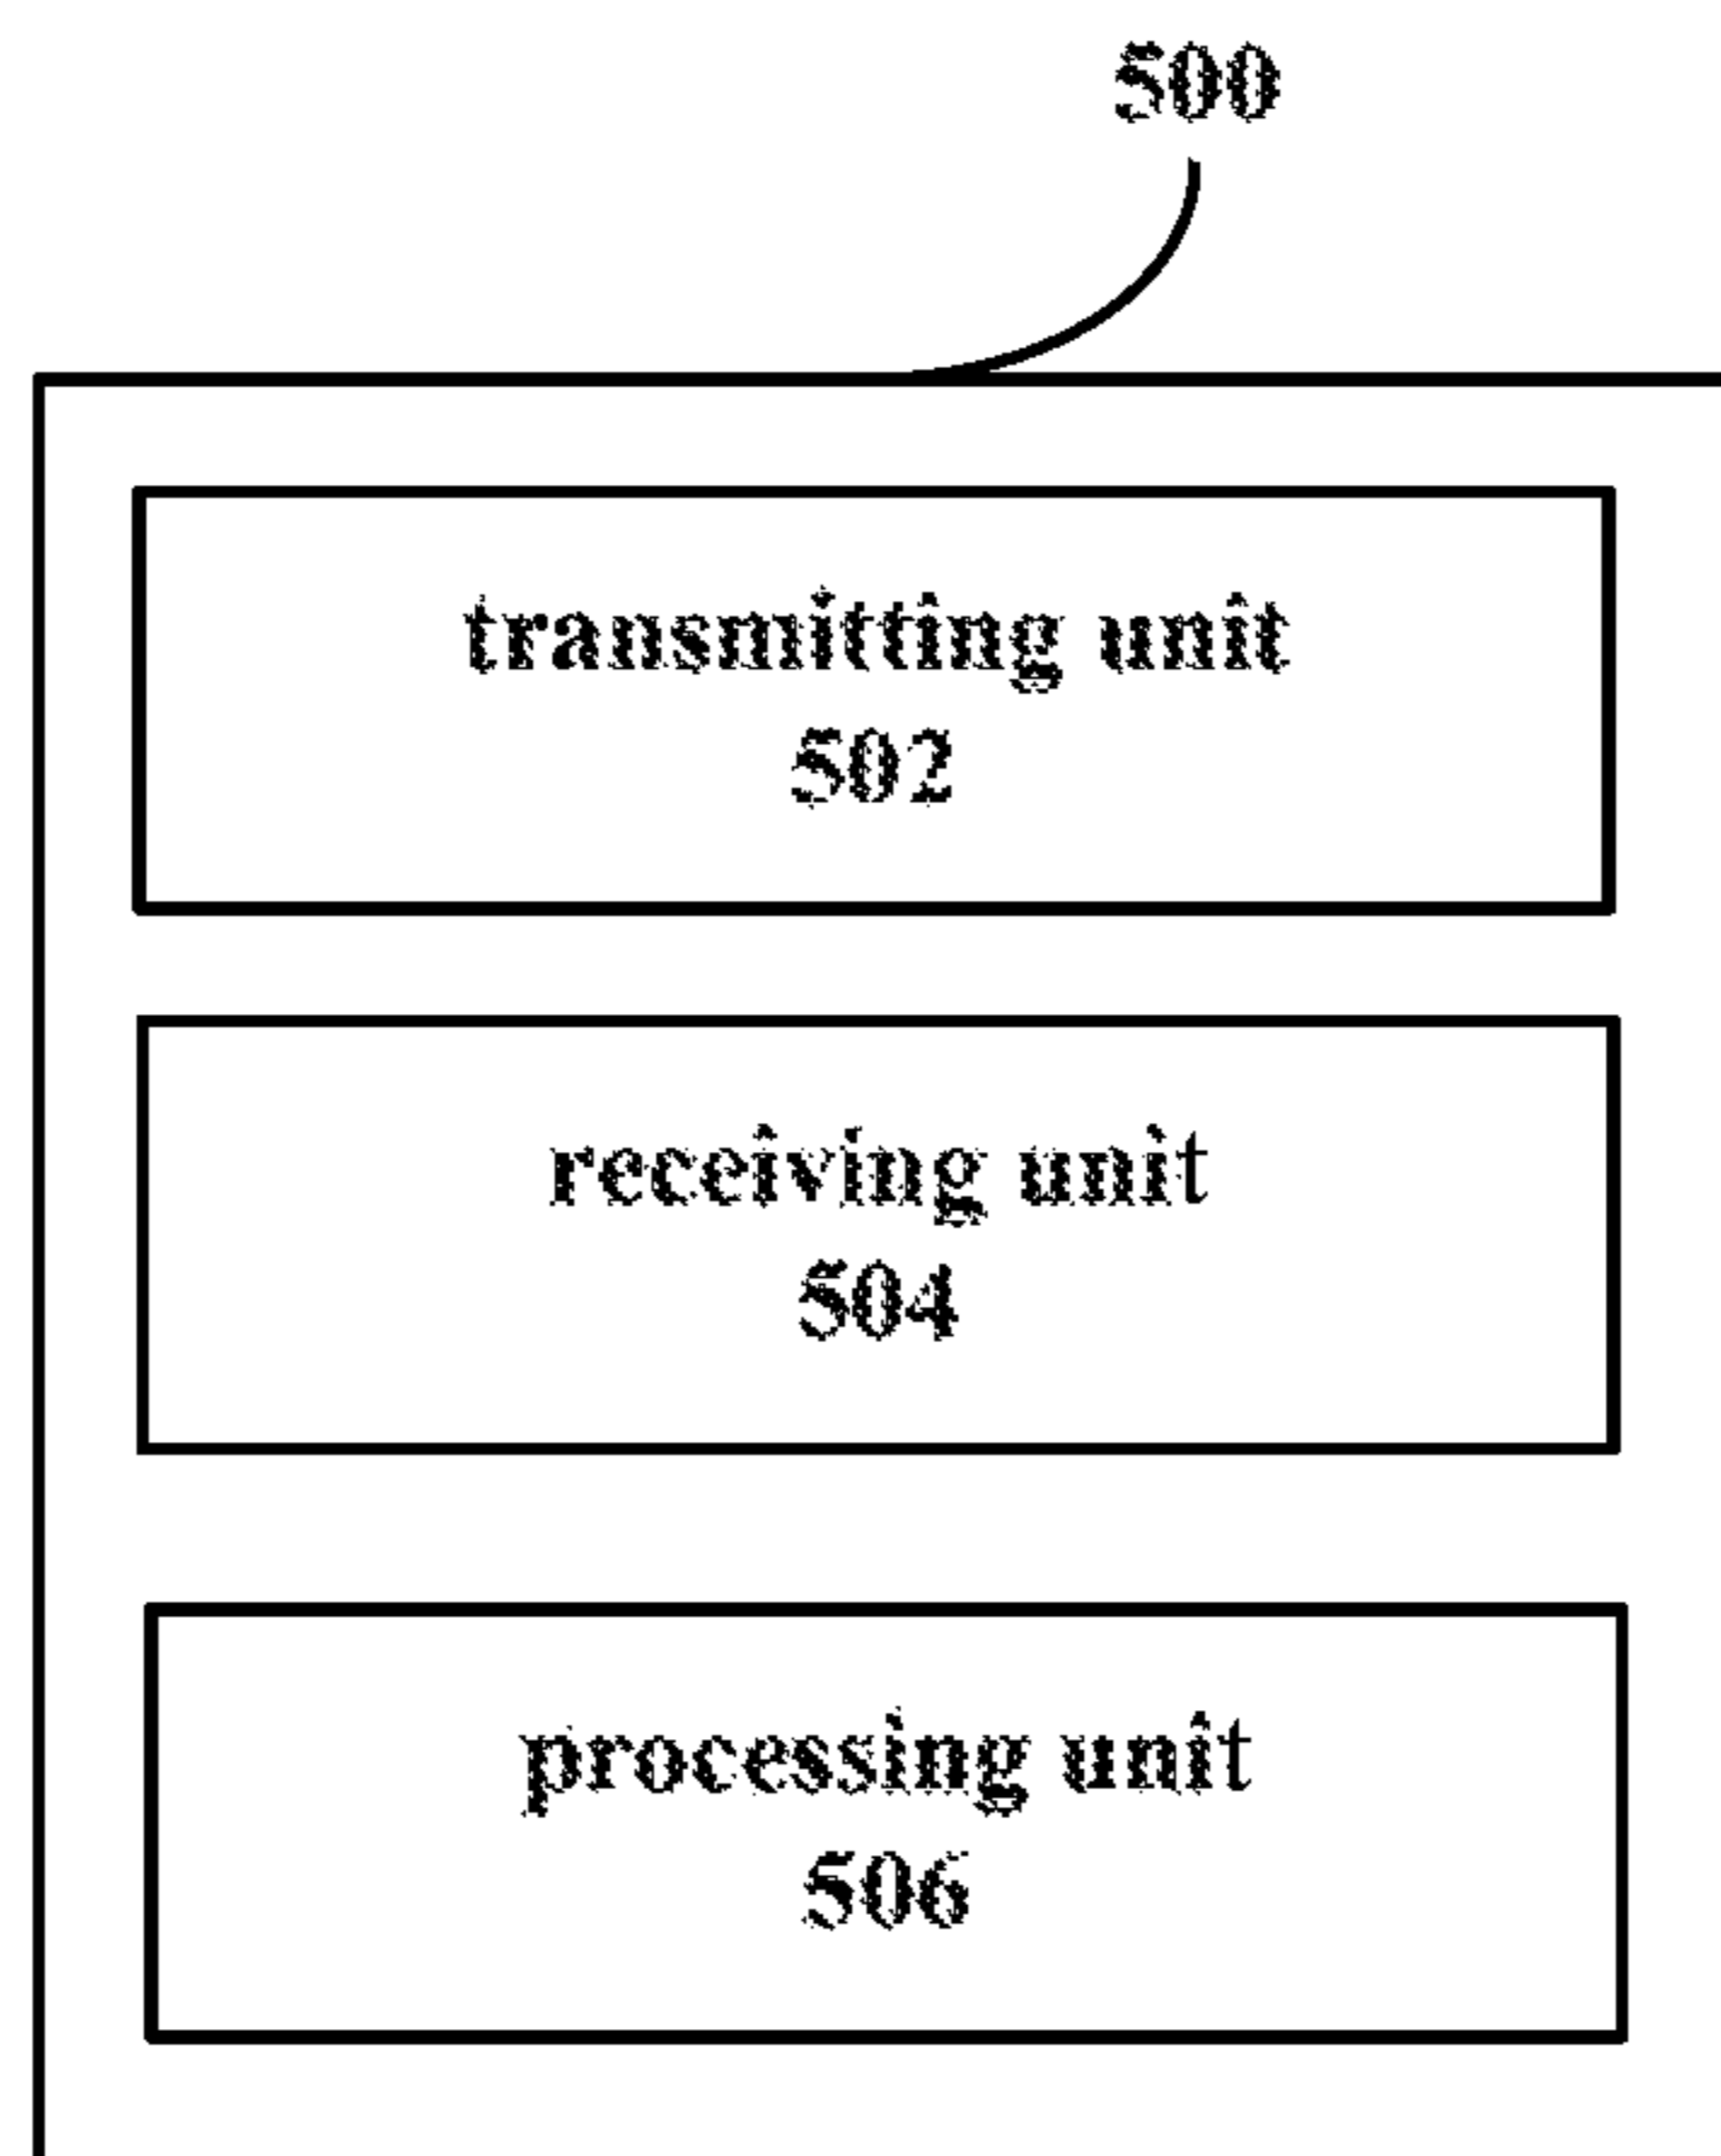 500
transmitting unit
502
receiving unit
504
processing unit
506